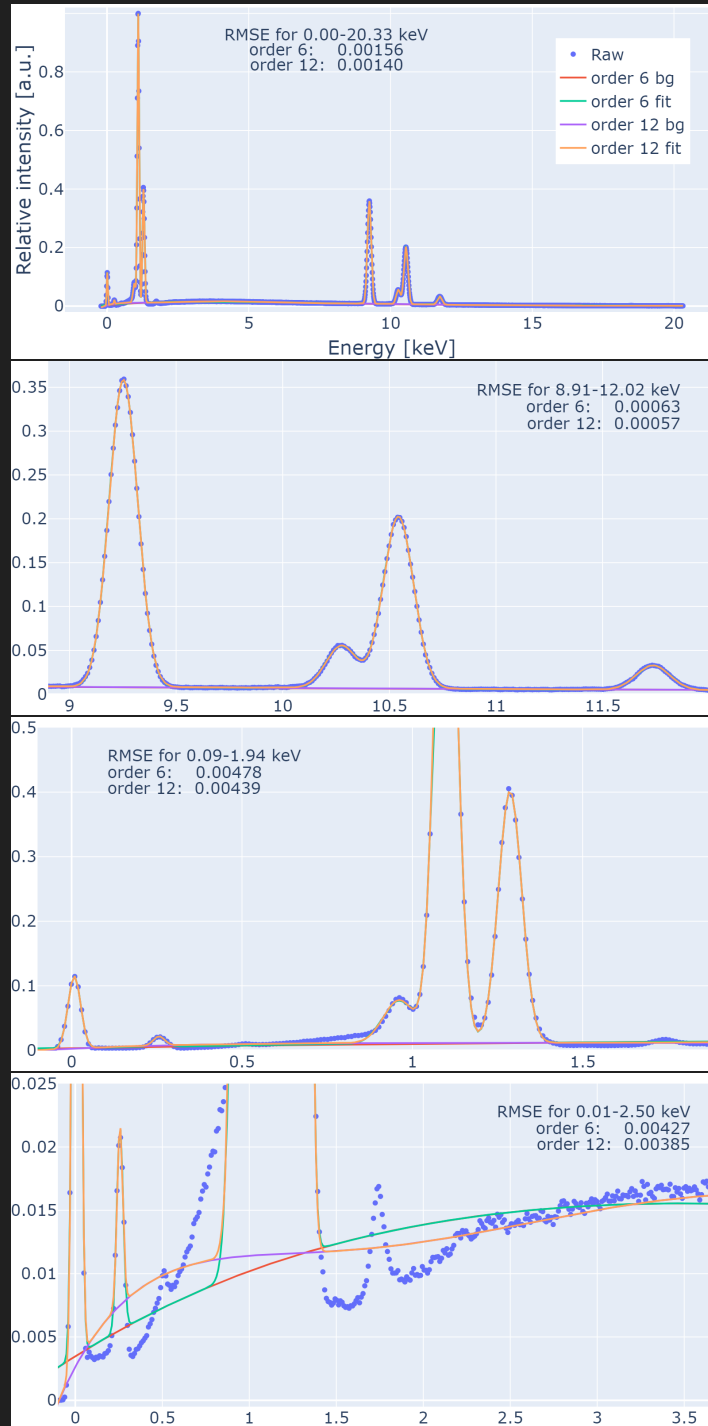 RMSE for 0.00-20.33 keV
order 6: 0.00156
order 12: 0.00140
Raw
order 6 bg
order 6 fit
order 12 bg
order 12 fit
Relative intensity [a.u.]
0.8
0.6
0.4
0.2
0
0 5 10 15 20
Energy [keV]
RMSE for 8.91-12.02 keV
order 6: 0.00063
order 12: 0.00057
0.35
0.3
0.25
0.2
0.15
0.1
0.05
0
9 9.5 10 10.5 11 11.5
RMSE for 0.09-1.94 keV
order 6: 0.00478
order 12: 0.00439
0.5
0.4
0.3
0.2
0.1
0
0 0.5 1 1.5
RMSE for 0.01-2.50 keV
order 6: 0.00427
order 12: 0.00385
0.025
0.02
0.015
0.01
0.005
0
0 0.5 1 1.5 2 2.5 3 3.5